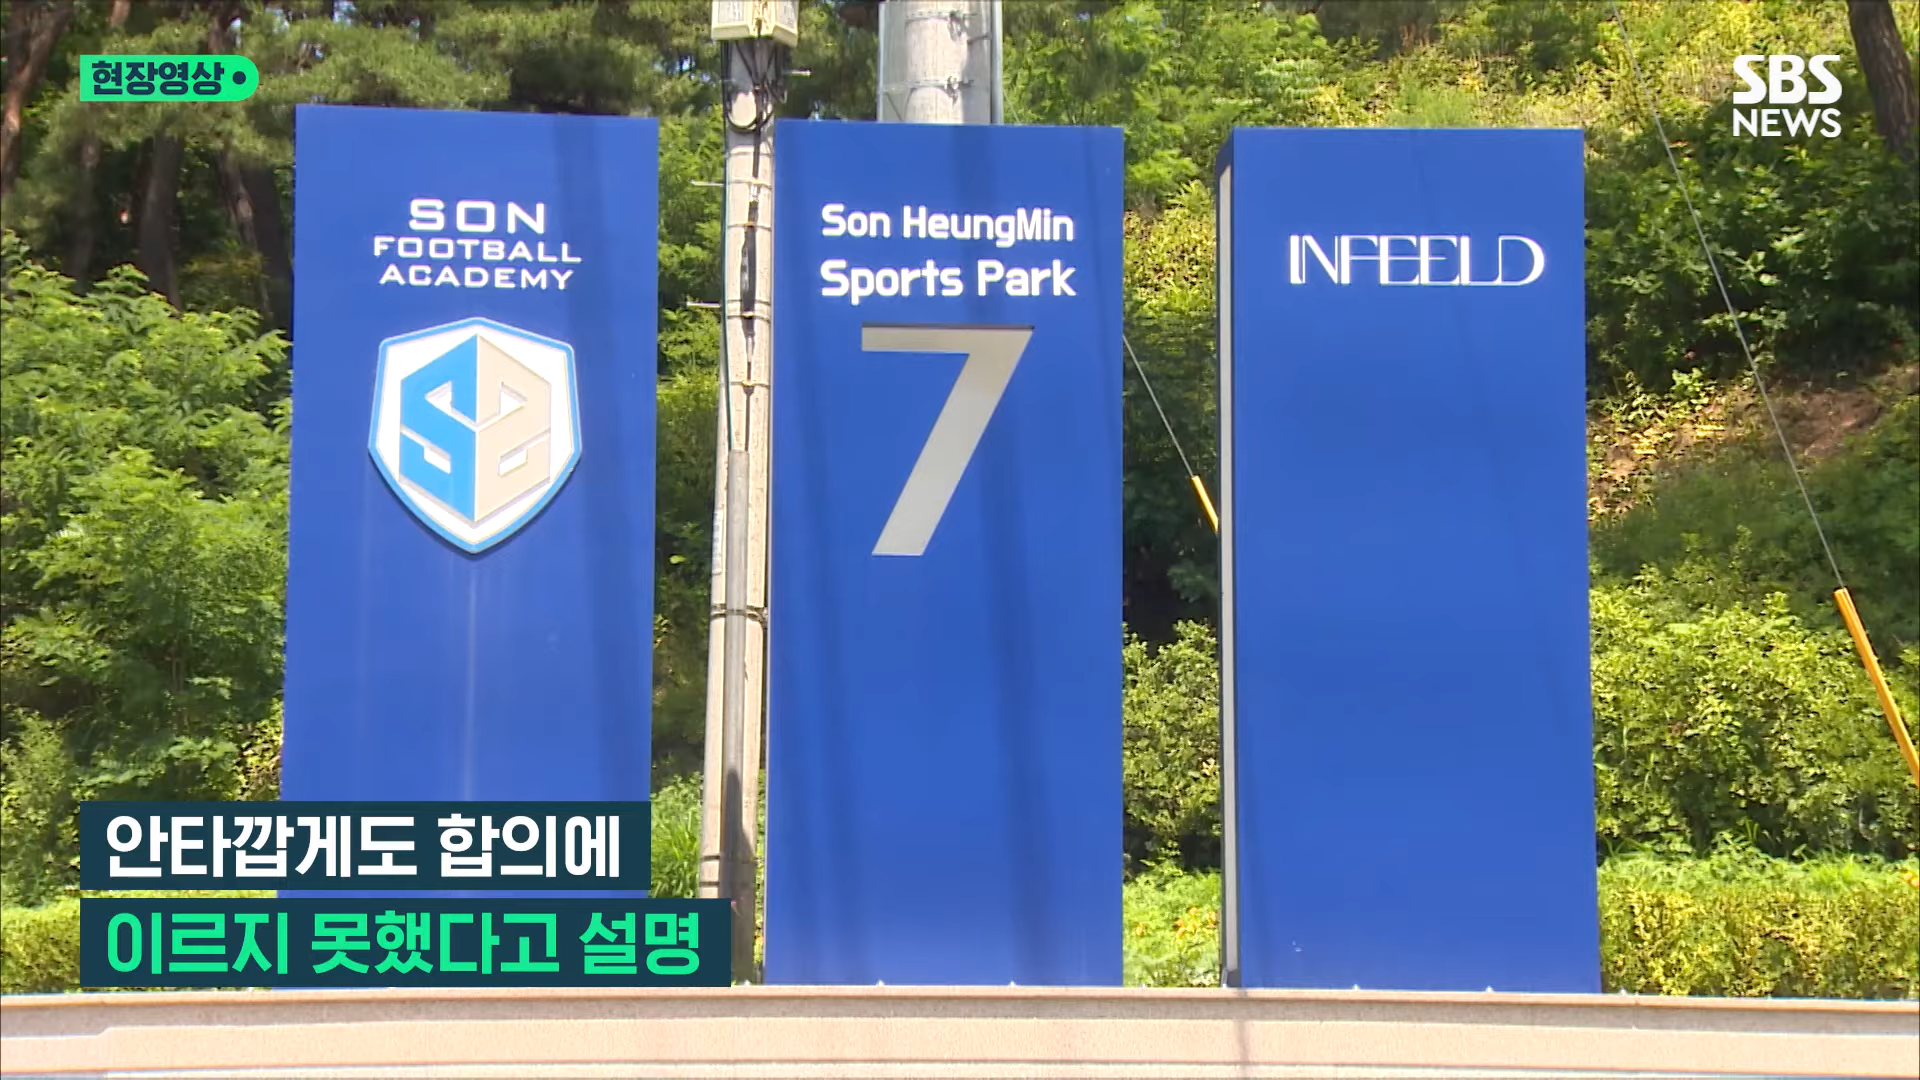 현장영상
SBS
NEWS
SON
FOOTBALL
ACADEMY
Son HeungMin
Sports Park
7
INFEELD
안타깝게도 합의에
이르지 못했다고 설명